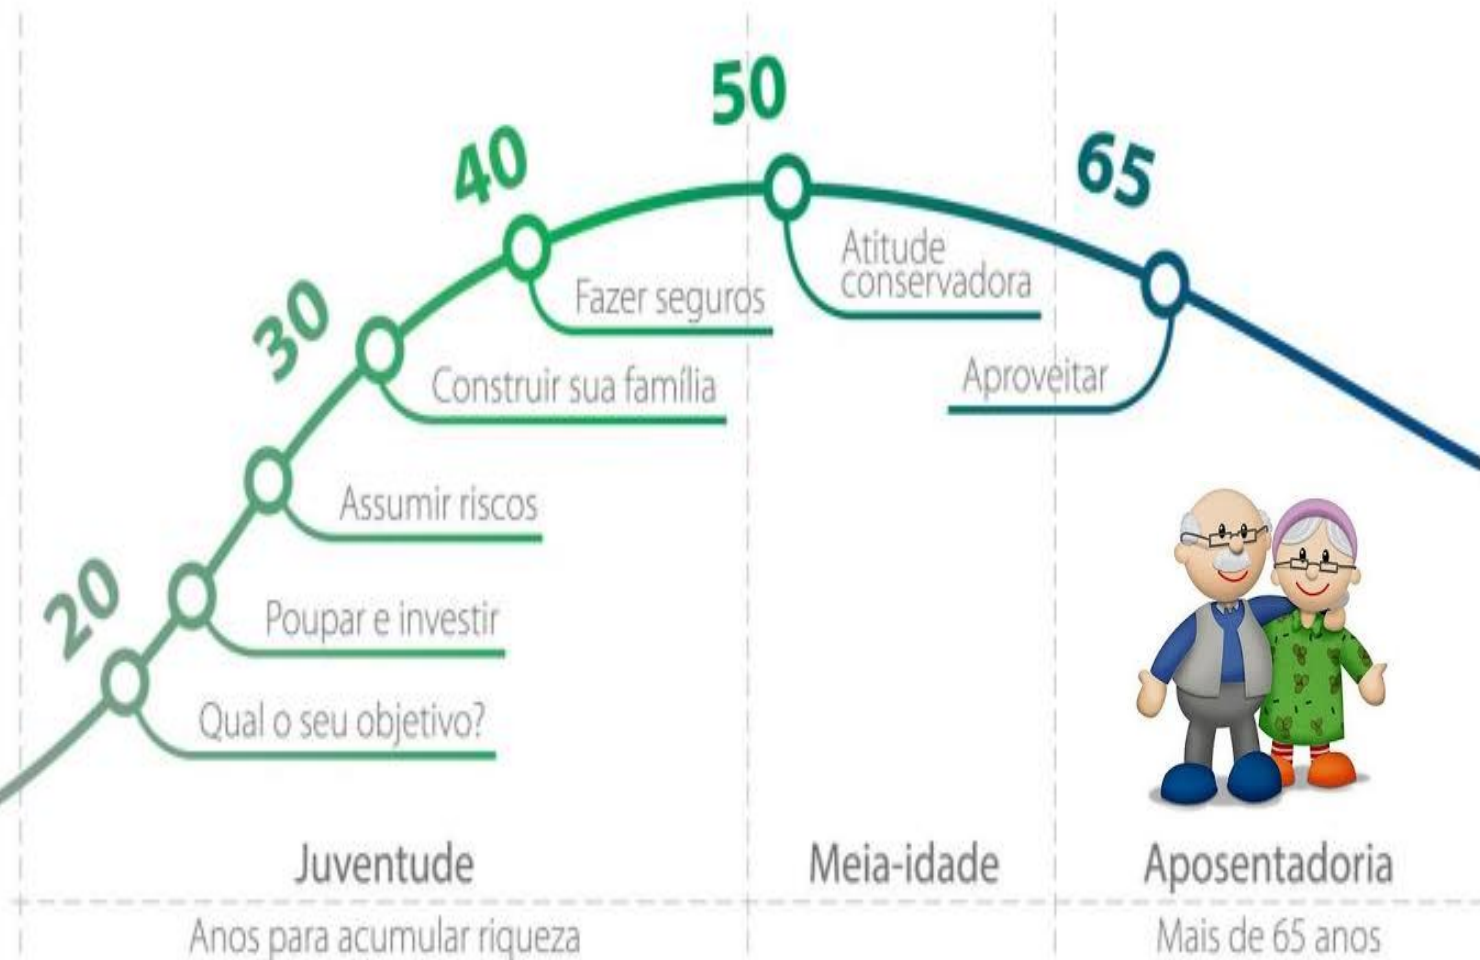 50
40
65
Atitude
conservadora
30
Fazer seguros
Aproveitar
Construir sua família
Assumir riscos
20
Poupar e investir
Qual o seu objetivo?
Juventude
Meia-idade
Aposentadoria
Anos para acumular riqueza
Mais de 65 anos